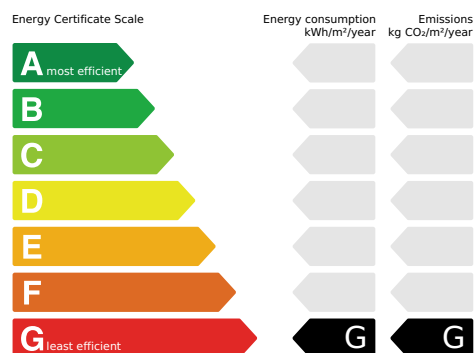 Energy Certificate Scale
Energy consumption
kWh/m²/year
Emissions
kg CO₂/m²/year
A most efficient
B
C
D
E
F
G least efficient
G
G